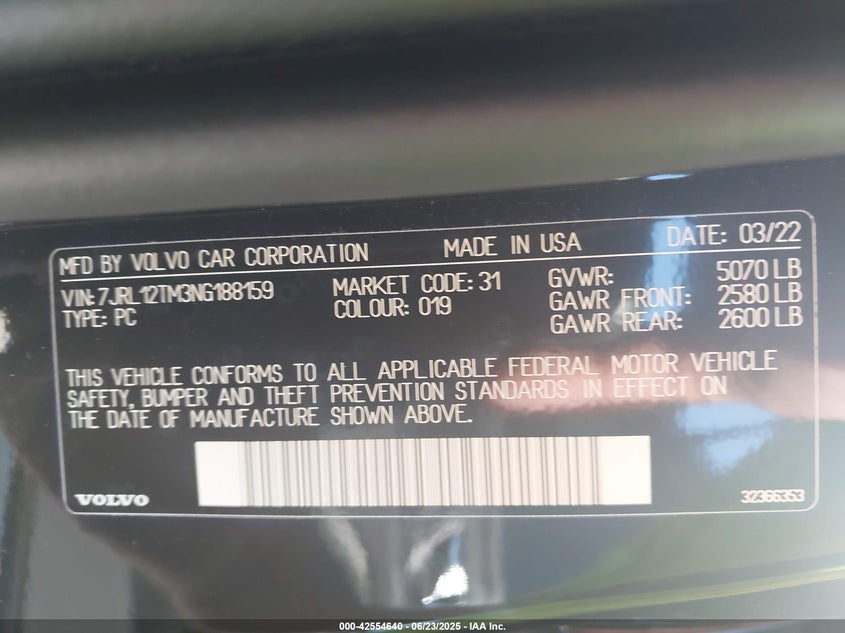 MFD BY VOLVO CAR CORPORATION MADE IN USA DATE: 03/22
VIN: 7JRL12TM3NG188159 MARKET CODE: 31 GVWR: 5070 LB
TYPE: PC COLOUR: 019 GAWR FRONT: 2580 LB
GAWR REAR: 2600 LB
THIS VEHICLE CONFORMS TO ALL APPLICABLE FEDERAL MOTOR VEHICLE
SAFETY, BUMPER AND THEFT PREVENTION STANDARDS IN EFFECT ON
THE DATE OF MANUFACTURE SHOWN ABOVE.
VOLVO 32366353
000-42554640 - 06/23/2025 - IAA Inc.